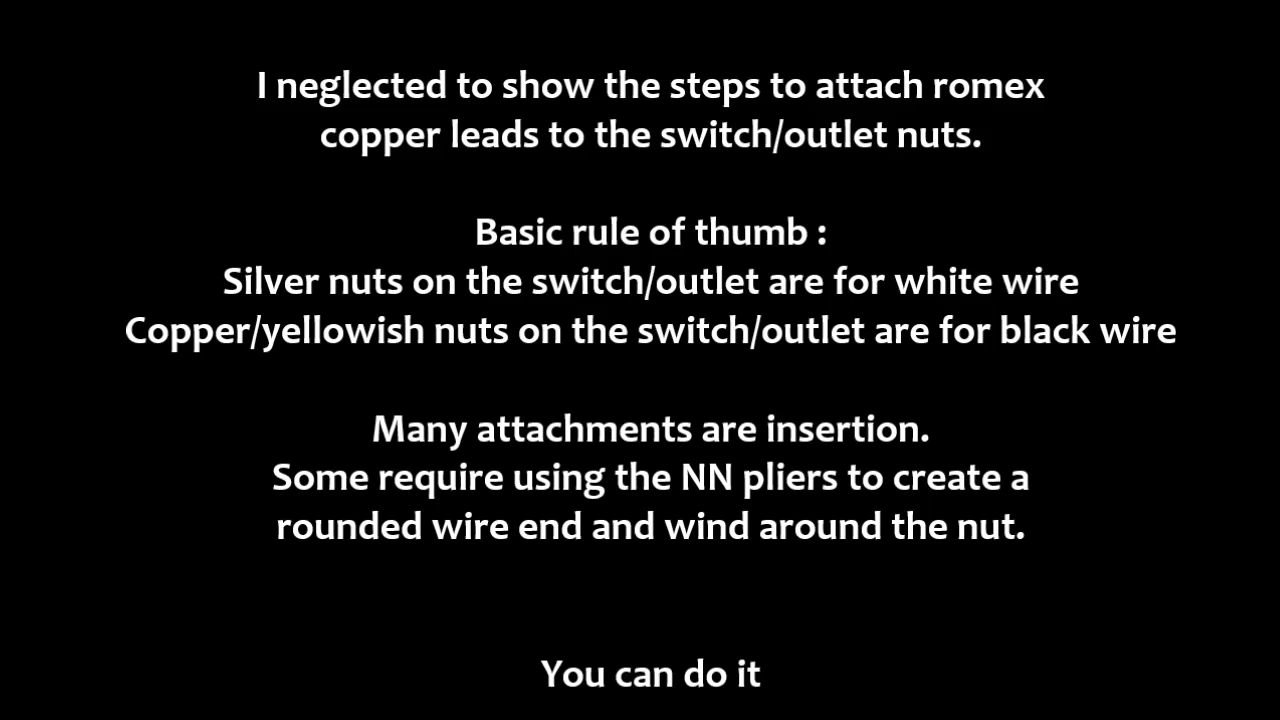 I neglected to show the steps to attach romex
copper leads to the switch/outlet nuts.
Basic rule of thumb :
Silver nuts on the switch/outlet are for white wire
Copper/yellowish nuts on the switch/outlet are for black wire
Many attachments are insertion.
Some require using the NN pliers to create a
rounded wire end and wind around the nut.
You can do it